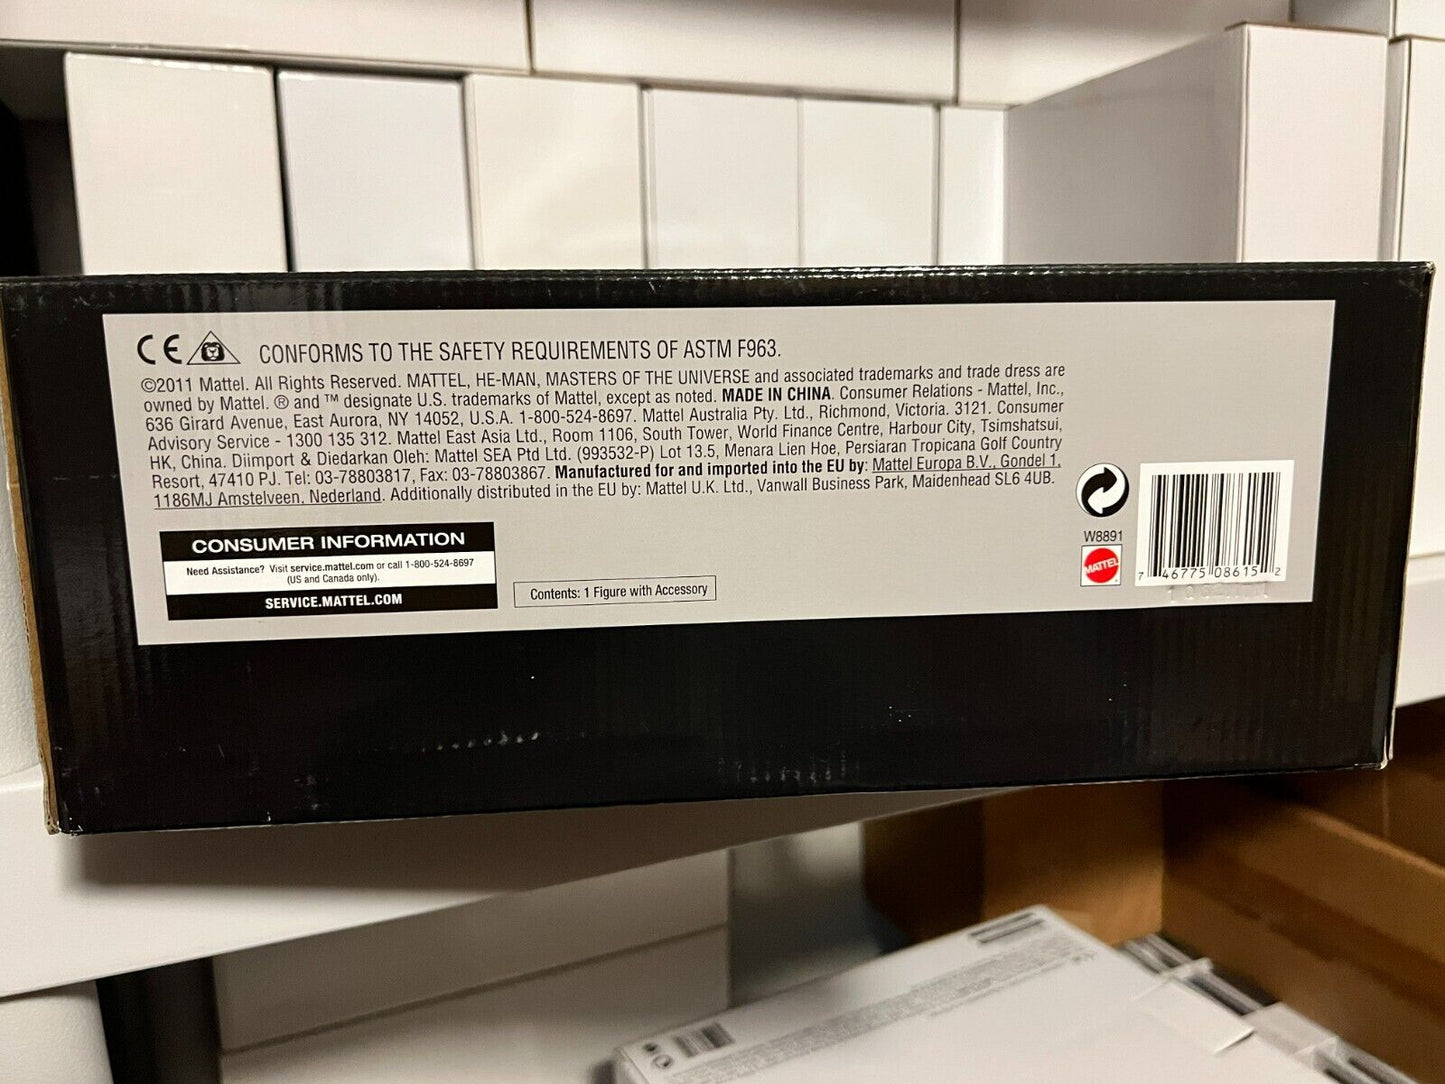 CE CONFORMS TO THE SAFETY REQUIREMENTS OF ASTM F963.
©2011 Mattel. All Rights Reserved. MATTEL, HE-MAN, MASTERS OF THE UNIVERSE and associated trademarks and trade dress are
owned by Mattel. ® and ™ designate U.S. trademarks of Mattel, except as noted. MADE IN CHINA. Consumer Relations - Mattel, Inc.,
636 Girard Avenue, East Aurora, NY 14052, U.S.A. 1-800-524-8697. Mattel Australia Pty. Ltd., Richmond, Victoria. 3121. Consumer
Advisory Service - 1300 135 312. Mattel East Asia Ltd., Room 1106, South Tower, World Finance Centre, Harbour City, Tsimshatsui,
HK, China. Diimport & Diedarkan Oleh: Mattel SEA Ptd Ltd. (993532-P) Lot 13.5, Menara Lien Hoe, Persiaran Tropicana Golf Country
Resort, 47410 PJ. Tel: 03-78803817, Fax: 03-78803867. Manufactured for and imported into the EU by: Mattel Europa B.V., Gondel 1,
1186MJ Amstelveen, Nederland. Additionally distributed in the EU by: Mattel U.K. Ltd., Vanwall Business Park, Maidenhead SL6 4UB.
CONSUMER INFORMATION
Need Assistance? Visit service.mattel.com or call 1-800-524-8697
(US and Canada only).
SERVICE.MATTEL.COM
Contents: 1 Figure with Accessory
W8891
MATTEL
7 46775 08615 2